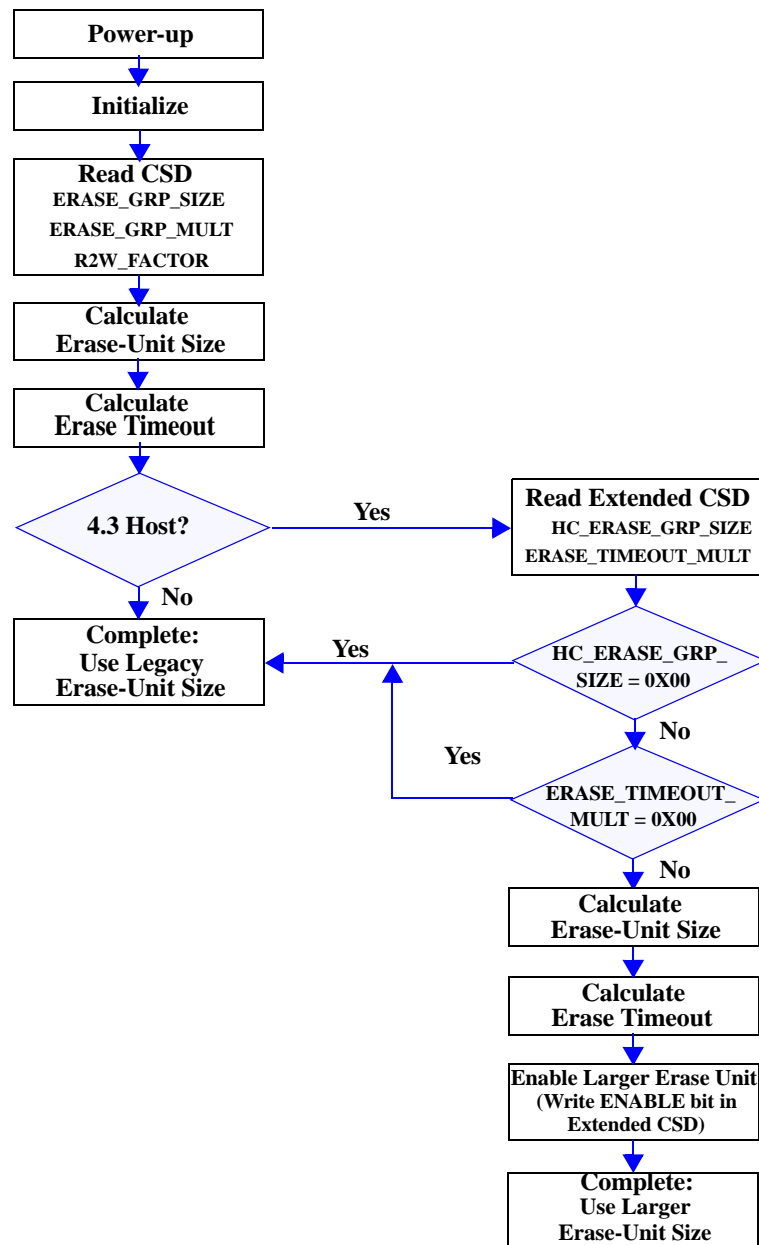 Power-up
Initialize
Read CSD
ERASE_GRP_SIZE
ERASE_GRP_MULT
R2W_FACTOR
Calculate
Erase-Unit Size
Calculate
Erase Timeout
4.3 Host?
Yes
No
Complete:
Use Legacy
Erase-Unit Size
Read Extended CSD
HC_ERASE_GRP_SIZE
ERASE_TIMEOUT_MULT
HC_ERASE_GRP_
SIZE = 0X00
Yes
No
ERASE_TIMEOUT_
MULT = 0X00
Yes
No
Calculate
Erase-Unit Size
Calculate
Erase Timeout
Enable Larger Erase Unit
(Write ENABLE bit in
Extended CSD)
Complete:
Use Larger
Erase-Unit Size